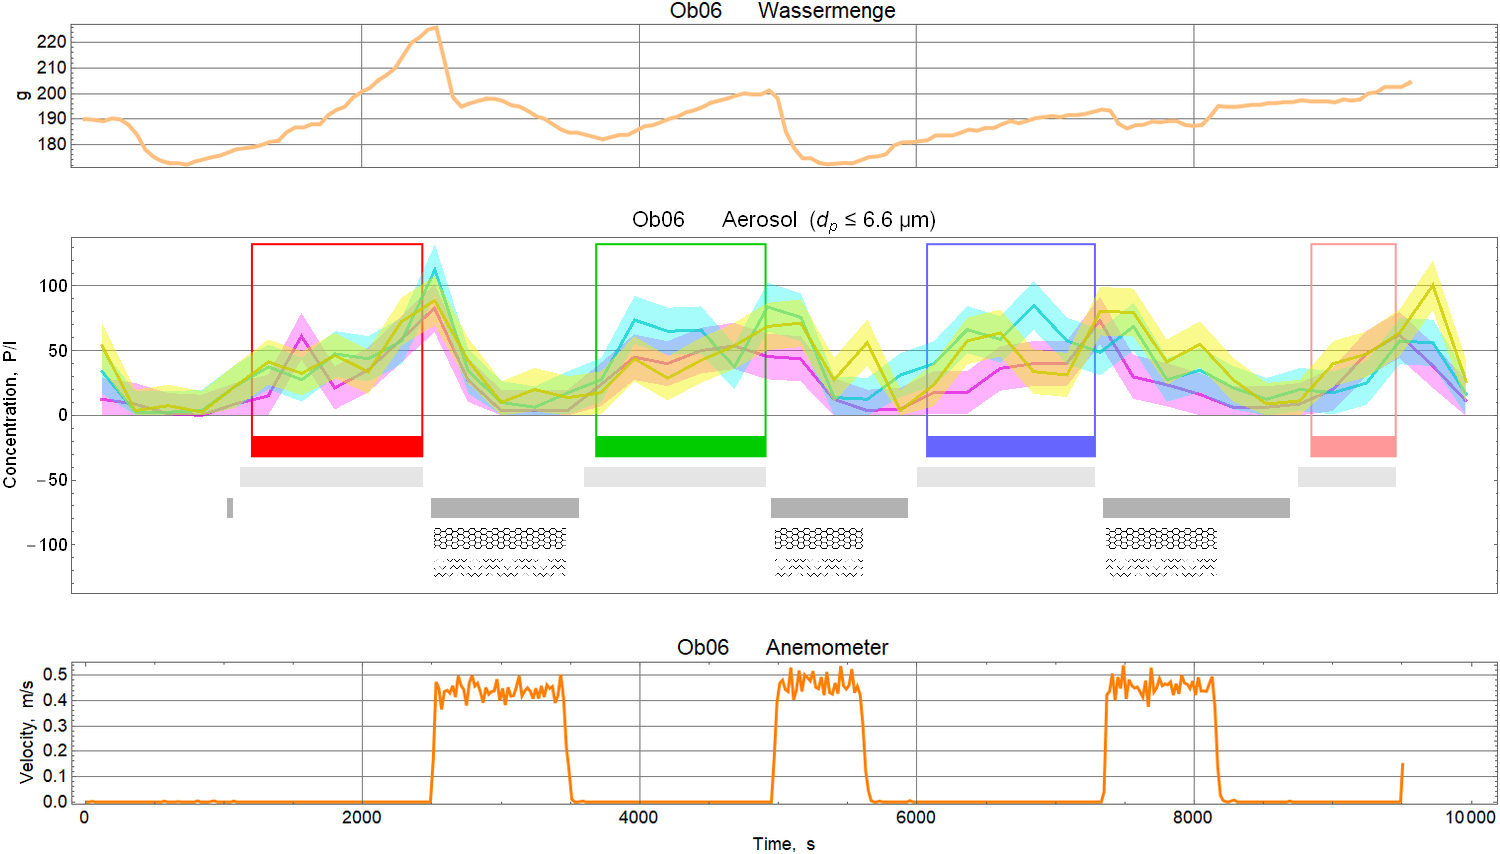 Ob06 Wassermenge
220
210
200
190
180
g
Ob06 Aerosol (dp ≤ 6.6 µm)
100
50
0
−50
−100
Concentration, P/l
Ob06 Anemometer
0.5
0.4
0.3
0.2
0.1
0.0
Velocity, m/s
0 2000 4000 6000 8000 10000
Time, s